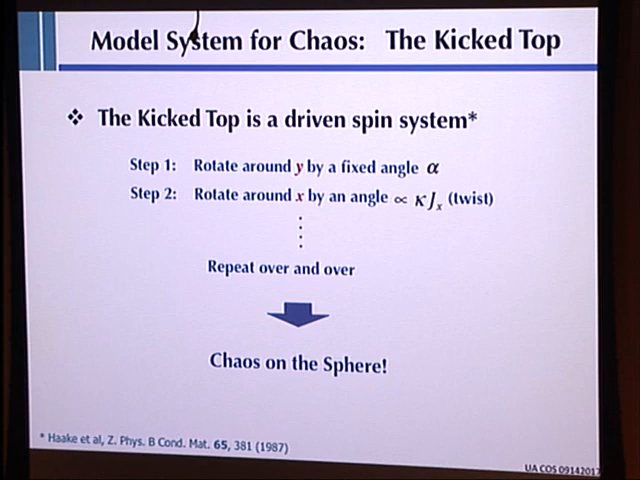 Model System for Chaos: The Kicked Top
❖ The Kicked Top is a driven spin system*
Step 1: Rotate around y by a fixed angle α
Step 2: Rotate around x by an angle ∝ κJₓ (twist)
Repeat over and over
Chaos on the Sphere!
* Haake et al, Z. Phys. B Cond. Mat. 65, 381 (1987)
UA COS 09142017